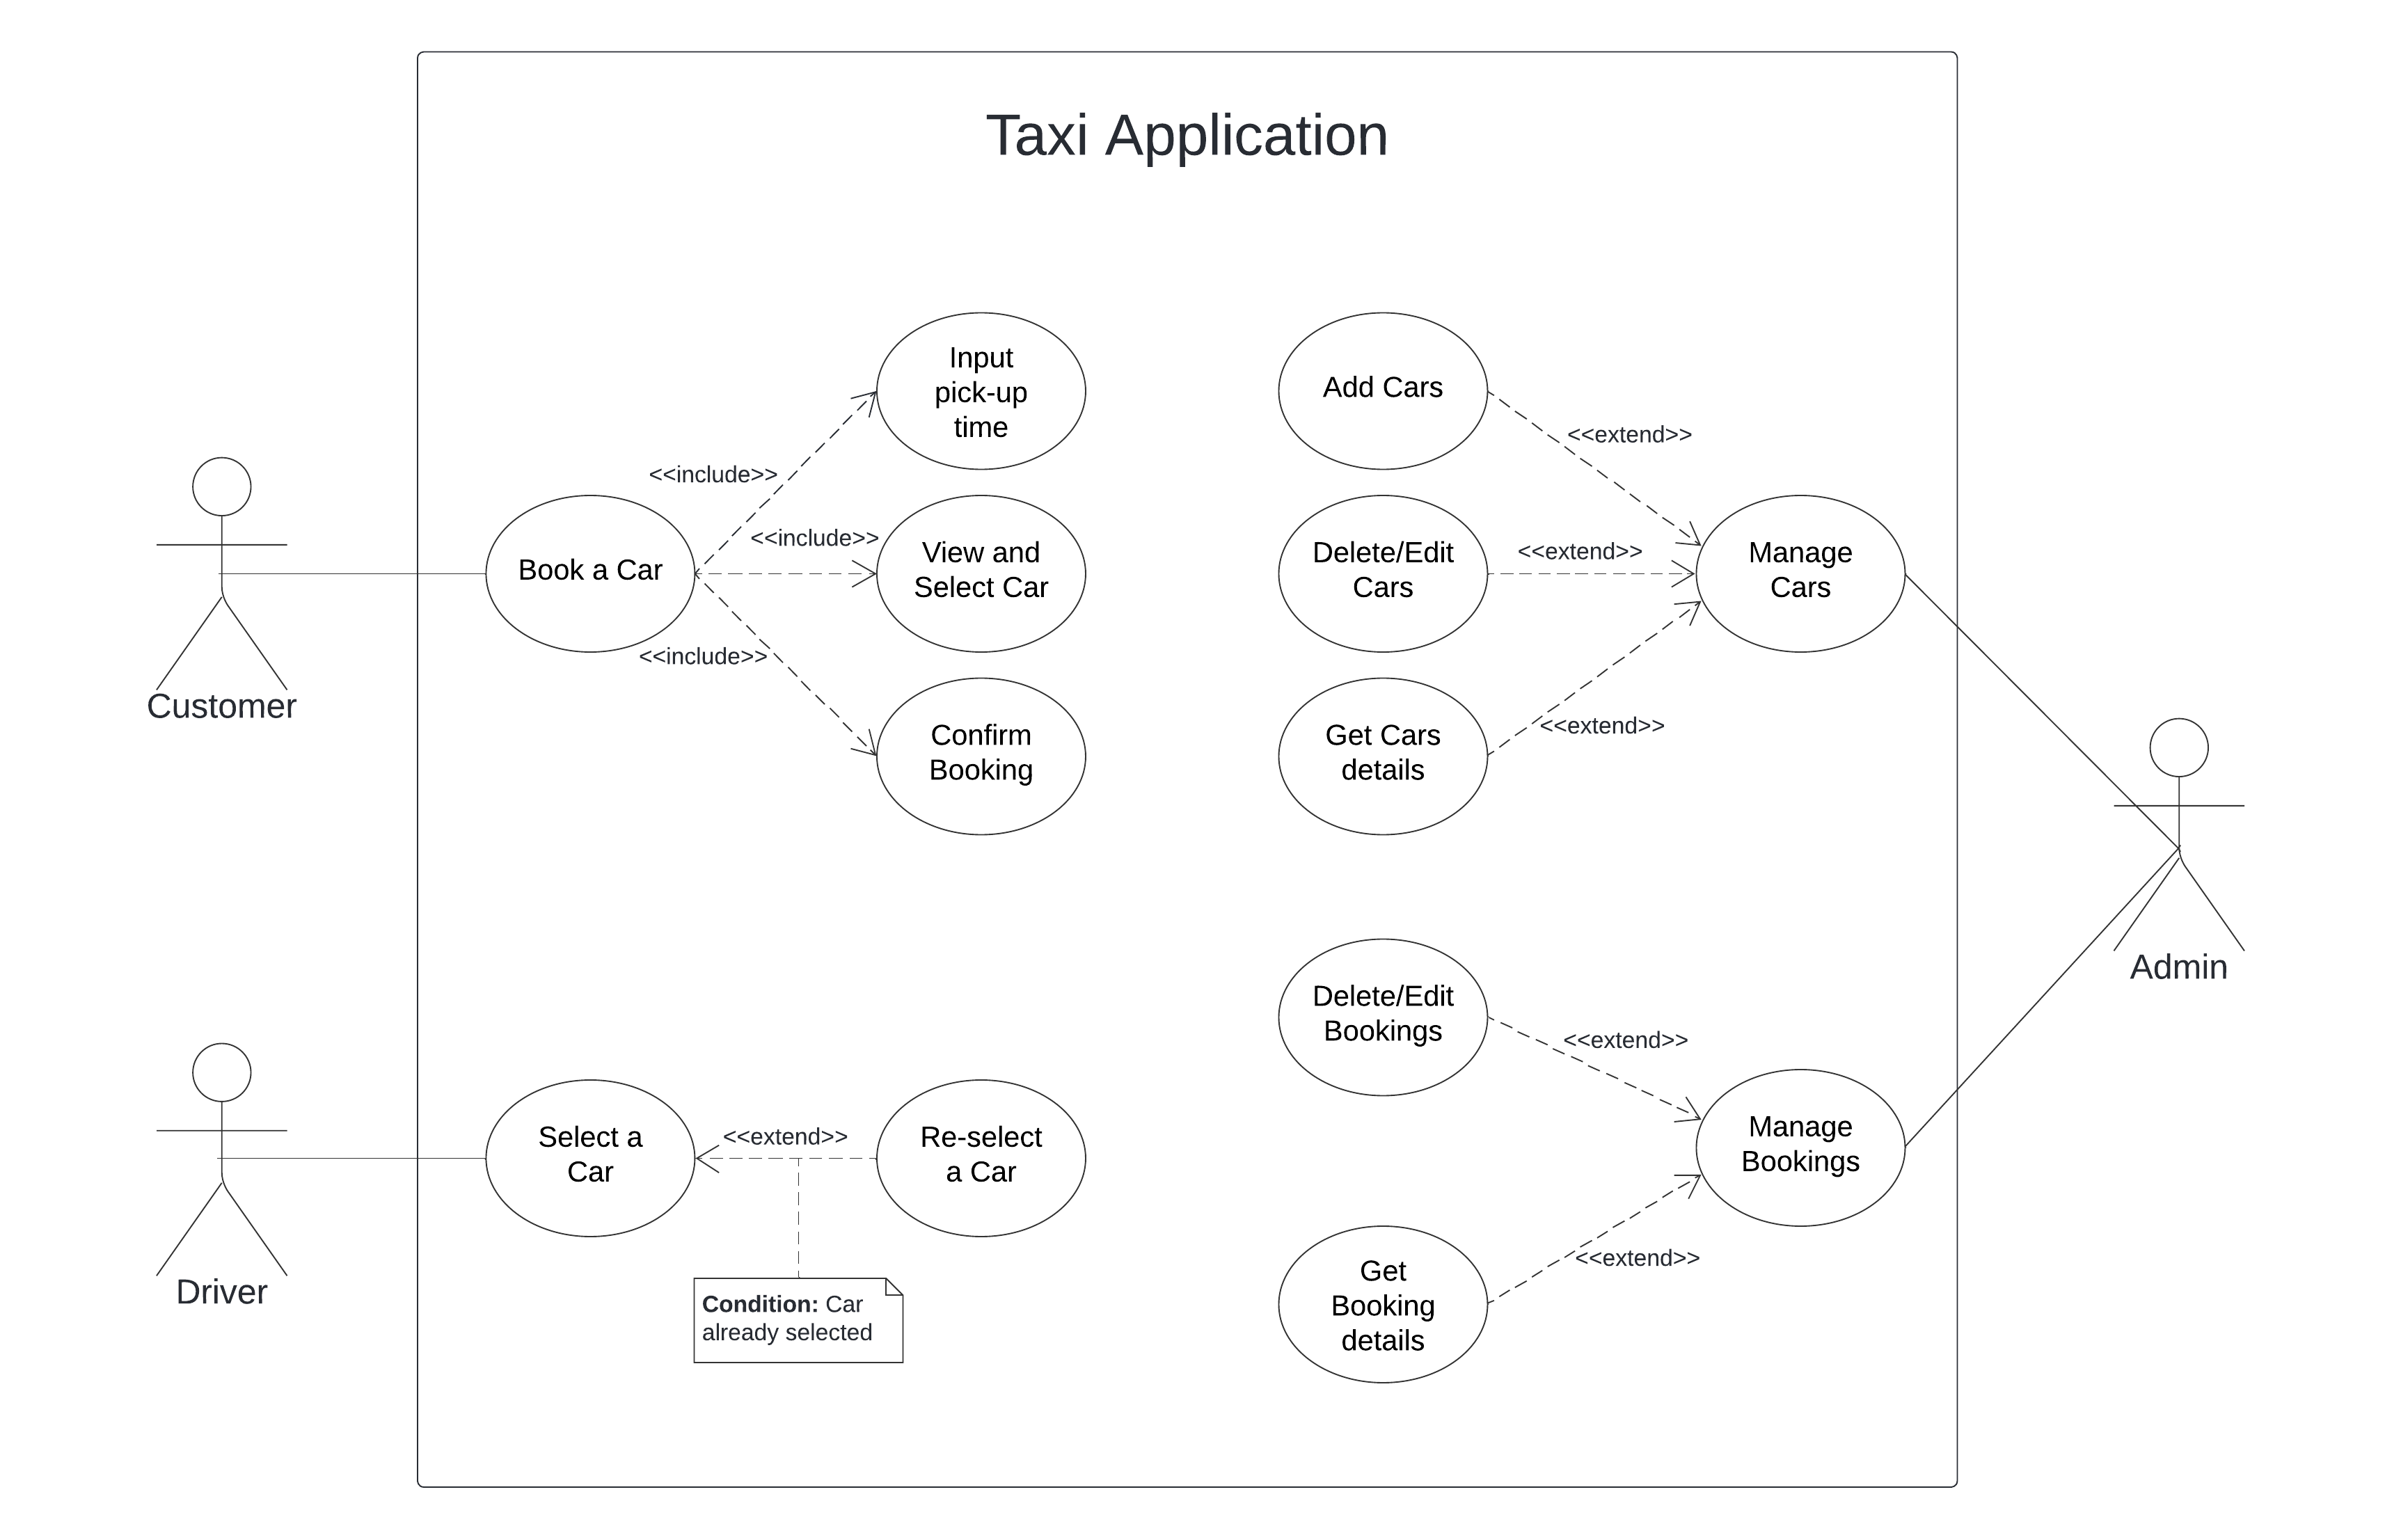 Taxi Application
Input
pick-up
time
<<include>>
Book a Car
<<include>>
View and
Select Car
<<include>>
Confirm
Booking
Customer
Add Cars
<<extend>>
Delete/Edit
Cars
<<extend>>
Manage
Cars
Get Cars
details
<<extend>>
Admin
Select a
Car
<<extend>>
Re-select
a Car
Condition: Car
already selected
Driver
Delete/Edit
Bookings
<<extend>>
Manage
Bookings
Get
Booking
details
<<extend>>